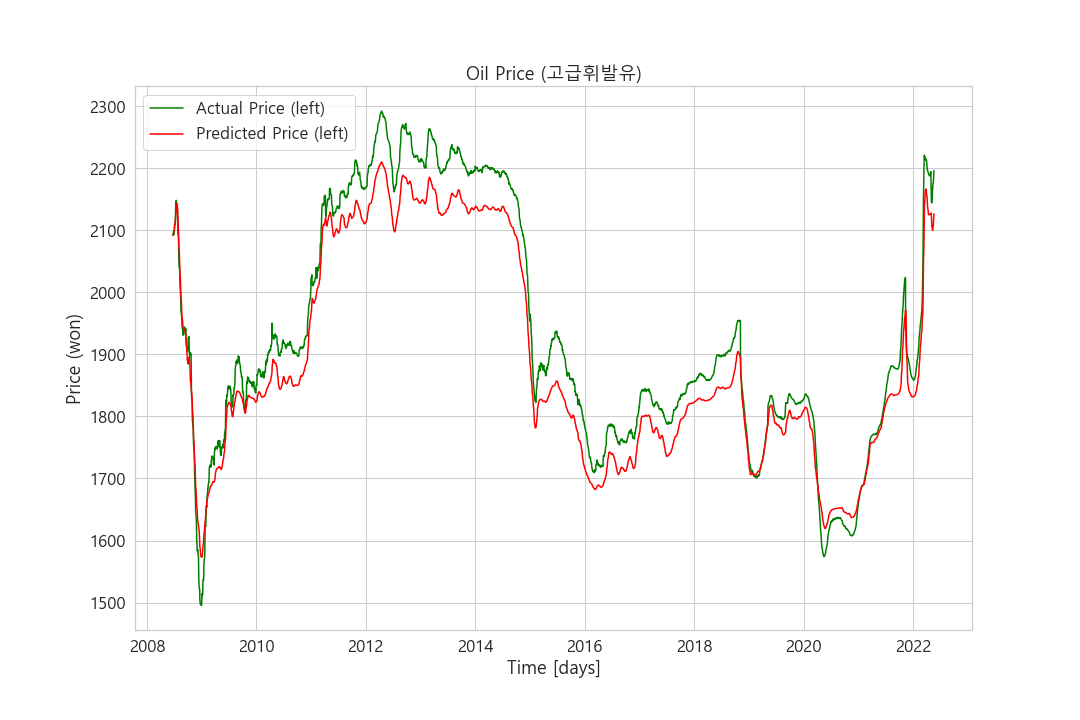 Oil Price (고급휘발유)
Actual Price (left)
Predicted Price (left)
2300
2200
2100
2000
1900
1800
1700
1600
1500
Price (won)
2008 2010 2012 2014 2016 2018 2020 2022
Time [days]